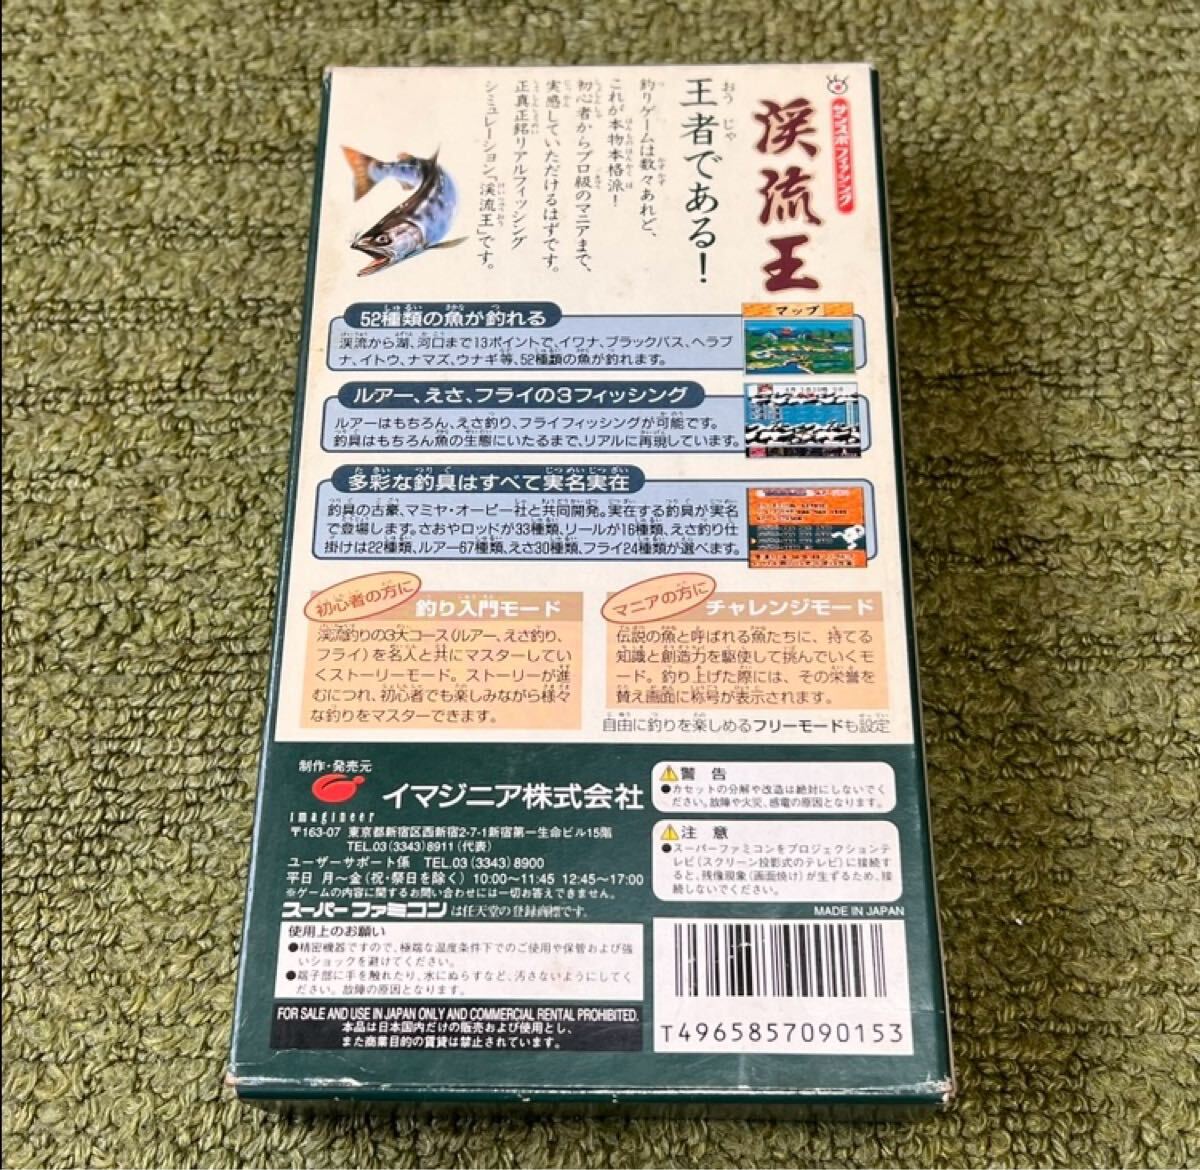 サンスポ フィッシング
渓流王
王者である!
おうじゃ
釣りゲームは数々あれど、
これが本物本格派!
初心者からプロ級のマニアまで、
実感していただけるはずです。
正真正銘リアルフィッシング
シミュレーション「渓流王」です。
52種類の魚が釣れる
渓流から湖、河口まで13ポイントで、イワナ、ブラックバス、ヘラブ
ナ、イトウ、ナマズ、ウナギ等、52種類の魚が釣れます。
マップ
ルアー、えさ、フライの3フィッシング
ルアーはもちろん、えさ釣り、フライフィッシングが可能です。
釣具はもちろん魚の生態にいたるまで、リアルに再現しています。
多彩な釣具はすべて実名実在
釣具の古豪、マミヤ・オーピー社と共同開発。実在する釣具が実名
で登場します。さおやロッドが33種類、リールが16種類、えさ釣り仕
掛けは22種類、ルアー67種類、えさ30種類、フライ24種類が選べます。
初心者の方に
釣り入門モード
渓流釣りの3大コース(ルアー、えさ釣り、
フライ)を名人と共にマスターしてい
くストーリーモード。ストーリーが進
むにつれ、初心者でも楽しみながら様々
な釣りをマスターできます。
マニアの方に
チャレンジモード
伝説の魚と呼ばれる魚たちに、持てる
知識と創造力を駆使して挑んでいくモ
ード。釣り上げた際には、その栄誉を
賛え画面に称号が表示されます。
自由に釣りを楽しめるフリーモードも設定
制作・発売元
imagineer
イマジニア株式会社
〒163-07 東京都新宿区西新宿2-7-1新宿第一生命ビル15階
TEL.03(3343)8911(代表)
ユーザーサポート係 TEL.03(3343)8900
平日 月〜金(祝・祭日を除く) 10:00〜11:45 12:45〜17:00
※ゲームの内容に関するお問い合わせには一切お答えできません。
スーパーファミコンは任天堂の登録商標です。
使用上のお願い
●精密機器ですので、極端な温度条件下でのご使用や保管および強
いショックを避けてください。
●端子部に手を触れたり、水にぬらすなど、汚さないようにしてく
ださい。故障の原因となります。
FOR SALE AND USE IN JAPAN ONLY AND COMMERCIAL RENTAL PROHIBITED.
本品は日本国内だけの販売および使用とし、
また商業目的の賃貸は禁止されています。
警告
●カセットの分解や改造は絶対にしないでく
ださい。故障や火災、感電の原因となります。
注意
●スーパーファミコンをプロジェクションテ
レビ(スクリーン投影式のテレビ)に接続す
ると、残像現象(画面焼け)が生ずるため、接
続しないでください。
MADE IN JAPAN
T4965857090153